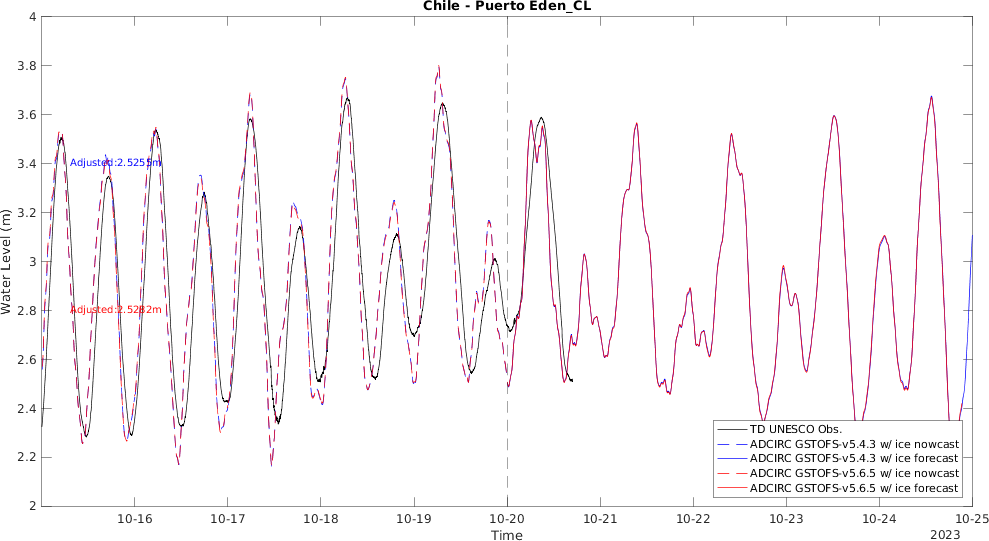 Chile - Puerto Eden_CL
4
3.8
3.6
3.4
3.2
3
2.8
2.6
2.4
2.2
2
Water Level (m)
Adjusted:2.5255m
Adjusted:2.5282m
10-16
10-17
10-18
10-19
10-20
10-21
10-22
10-23
10-24
10-25
Time
2023
TD UNESCO Obs.
ADCIRC GSTOFS-v5.4.3 w/ ice nowcast
ADCIRC GSTOFS-v5.4.3 w/ ice forecast
ADCIRC GSTOFS-v5.6.5 w/ ice nowcast
ADCIRC GSTOFS-v5.6.5 w/ ice forecast